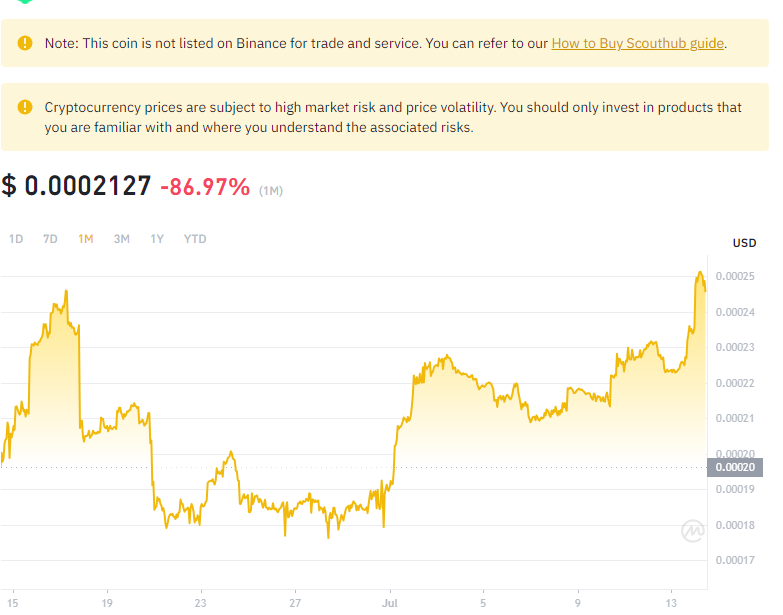 Note: This coin is not listed on Binance for trade and service. You can refer to our How to Buy Scouthub guide.
Cryptocurrency prices are subject to high market risk and price volatility. You should only invest in products that
you are familiar with and where you understand the associated risks.
$ 0.0002127 -86.97% (1M)
1D 7D 1M 3M 1Y YTD
USD
0.00025
0.00024
0.00023
0.00022
0.00021
0.00020
0.00020
0.00019
0.00018
0.00017
15 19 23 27 Jul 5 9 13